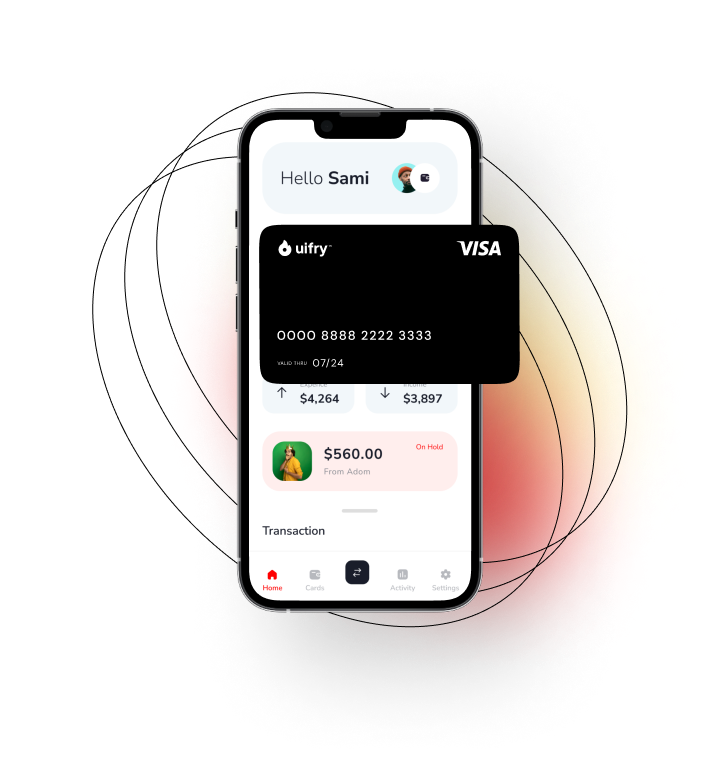 Hello Sami
uifry™
VISA
0000 8888 2222 3333
VALID THRU 07/24
Expence Income
$4,264 $3,897
$560.00
On Hold
From Adom
Transaction
Home Cards Activity Settings